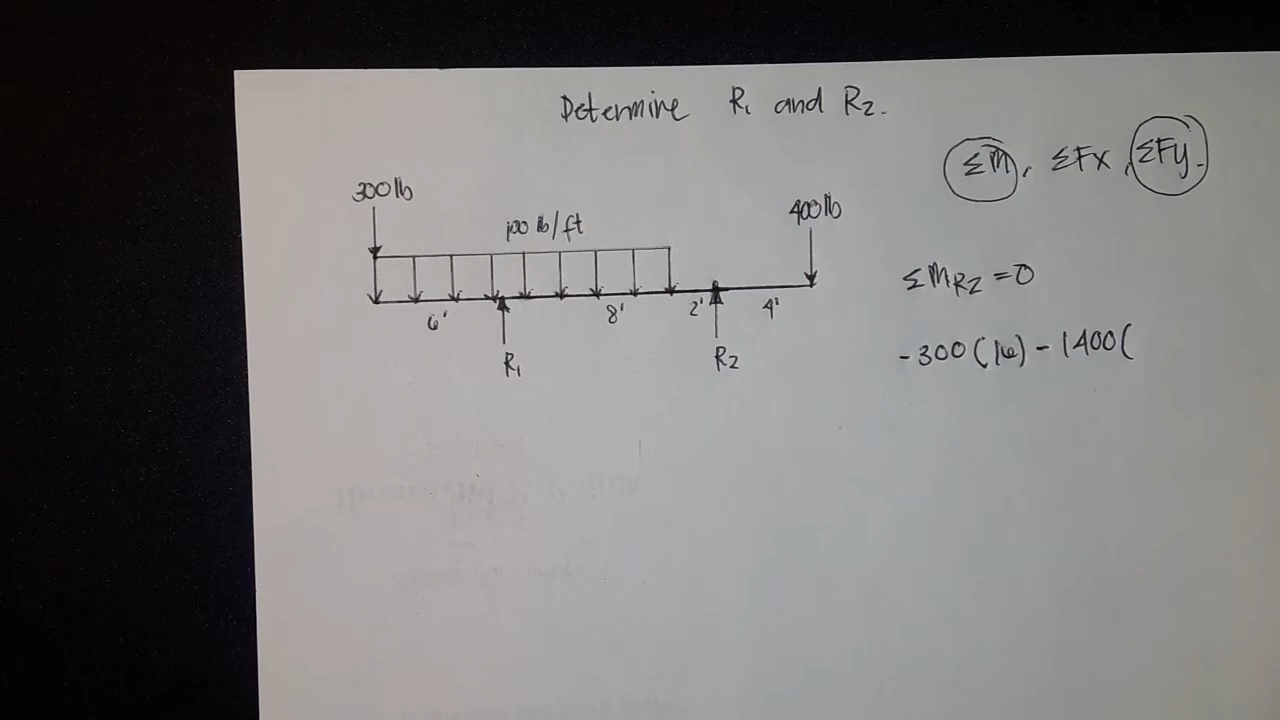 Determine R₁ and R₂.
ΣM, ΣFx, ΣFy.
300 lb
100 lb/ft
400 lb
ΣM_R2 = 0
6'
8'
2'
4'
R₁
R2
-300(16) - 1400(